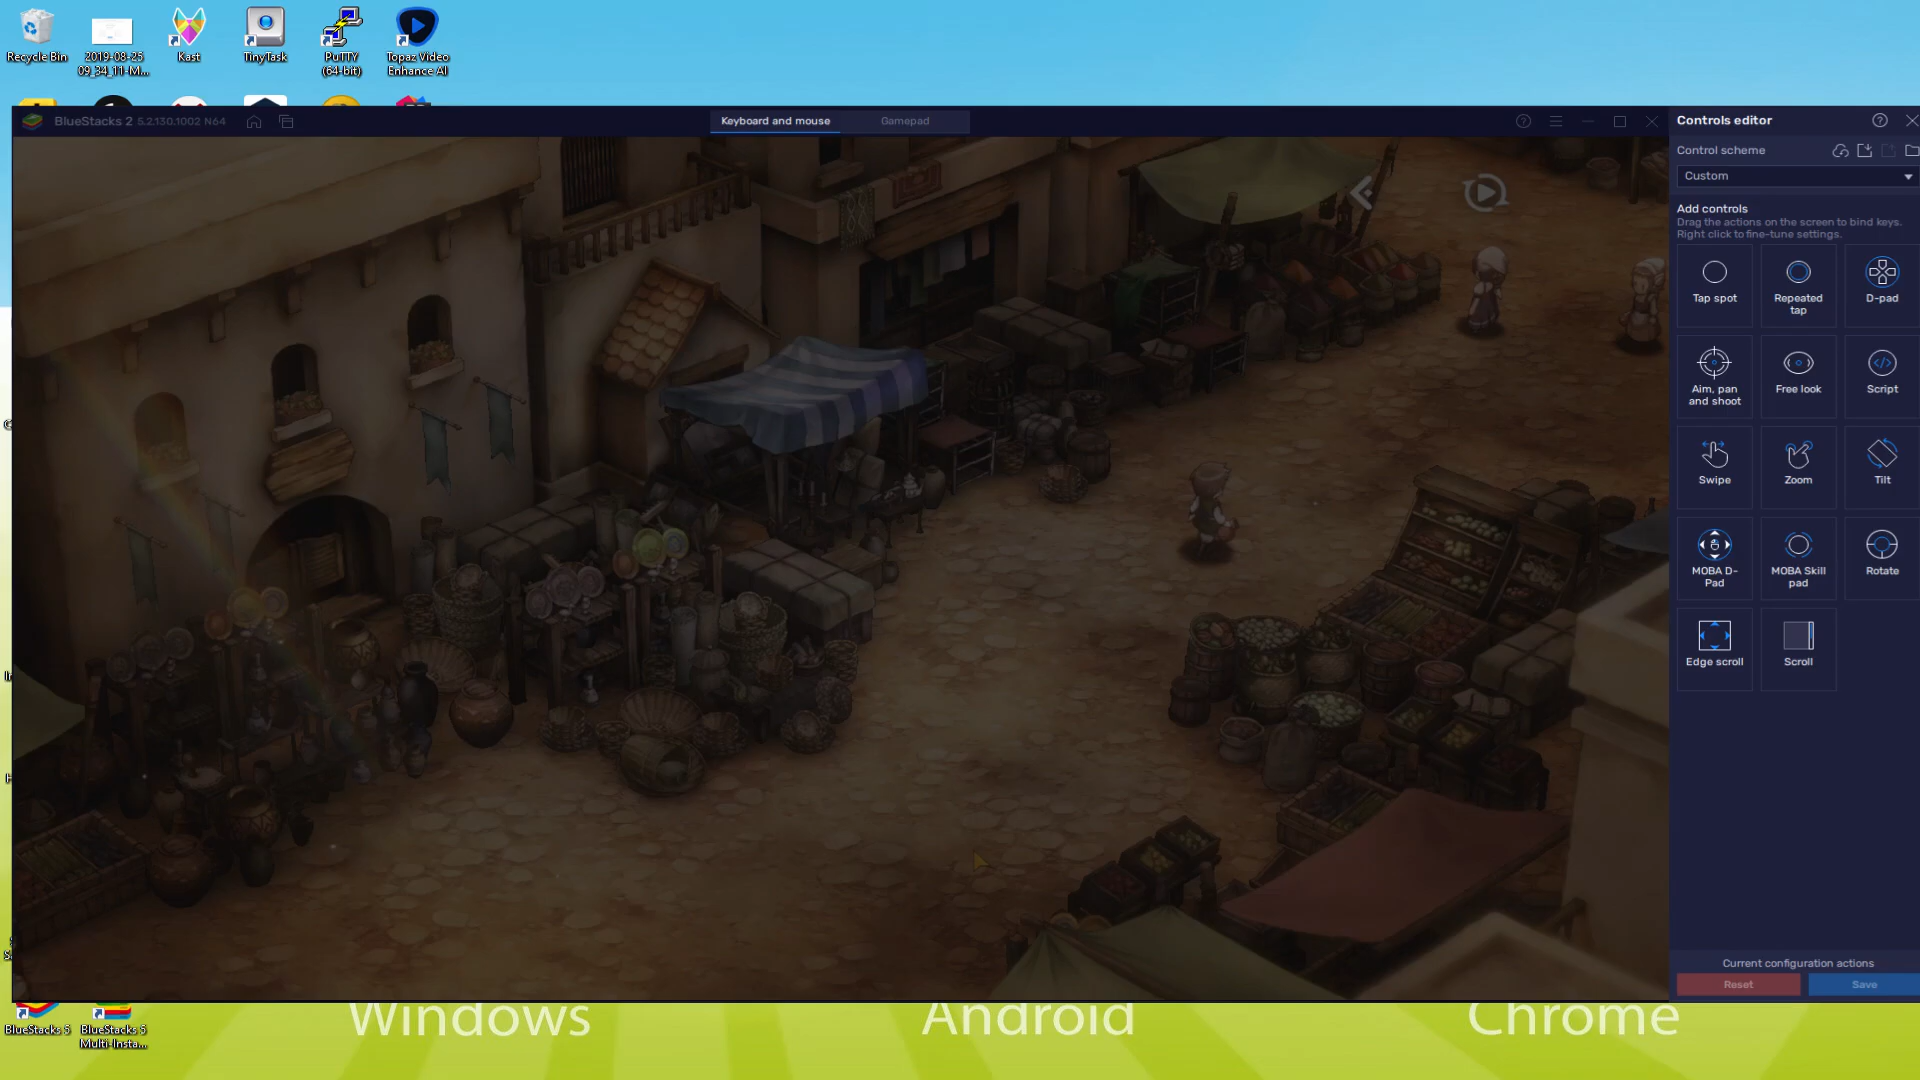 Recycle Bin
2019-08-25
09_34_11-M...
Kast
TinyTask
PuTTY
(64-bit)
Topaz Video
Enhance AI
BlueStacks 2 5.2.130.1002 N64
Keyboard and mouse
Gamepad
Controls editor
Control scheme
Custom
Add controls
Drag the actions on the screen to bind keys.
Right click to fine-tune settings.
Tap spot
Repeated
tap
D-pad
Aim, pan
and shoot
Free look
Script
Swipe
Zoom
Tilt
MOBA D-
Pad
MOBA Skill
pad
Rotate
Edge scroll
Scroll
Current configuration actions
Reset
Save
BlueStacks 5
BlueStacks 5
Multi-Insta...
Windows
Android
Chrome